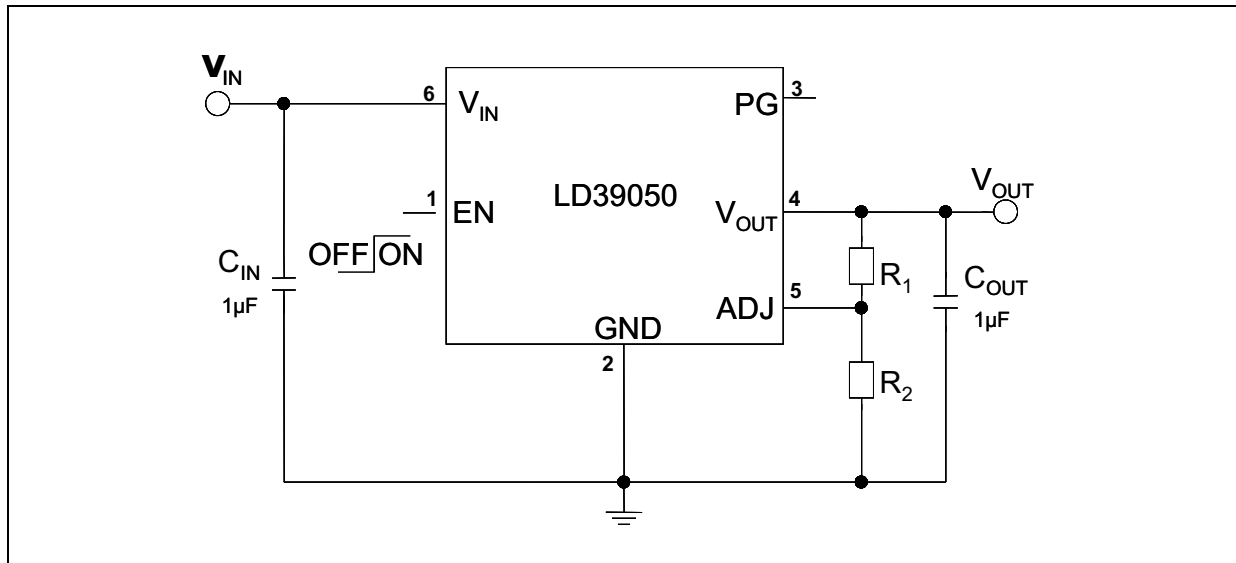 VIN
6
VIN
PG
3
LD39050
1
EN
OFF ON
VOUT
4
VOUT
CIN
1µF
R1
COUT
1µF
ADJ
5
GND
2
R2